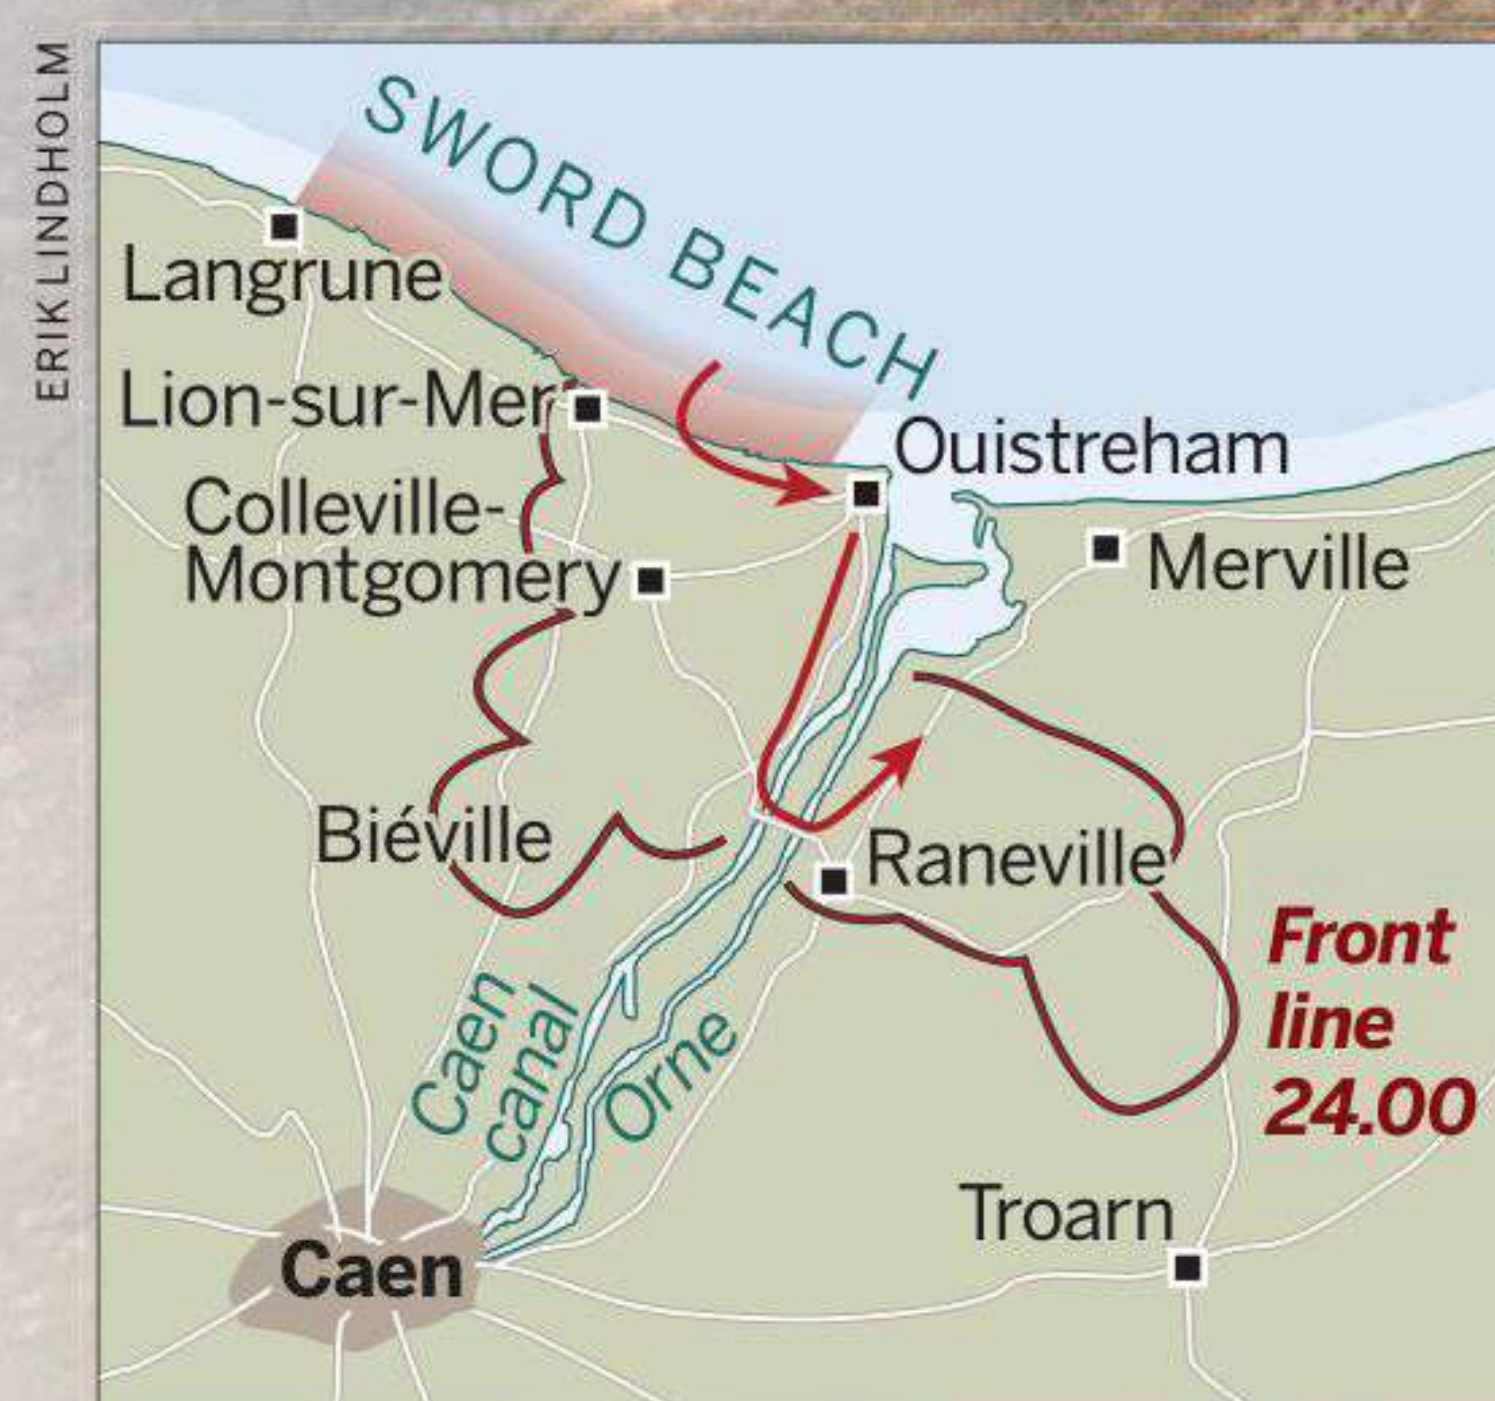 ERIK LINDHOLM
SWORD BEACH
Langrune
Lion-sur-Mer
Ouistreham
Colleville-
Montgomery
Merville
Biéville
Raneville
Front
line
24.00
Caen
canal
Orne
Troarn
Caen